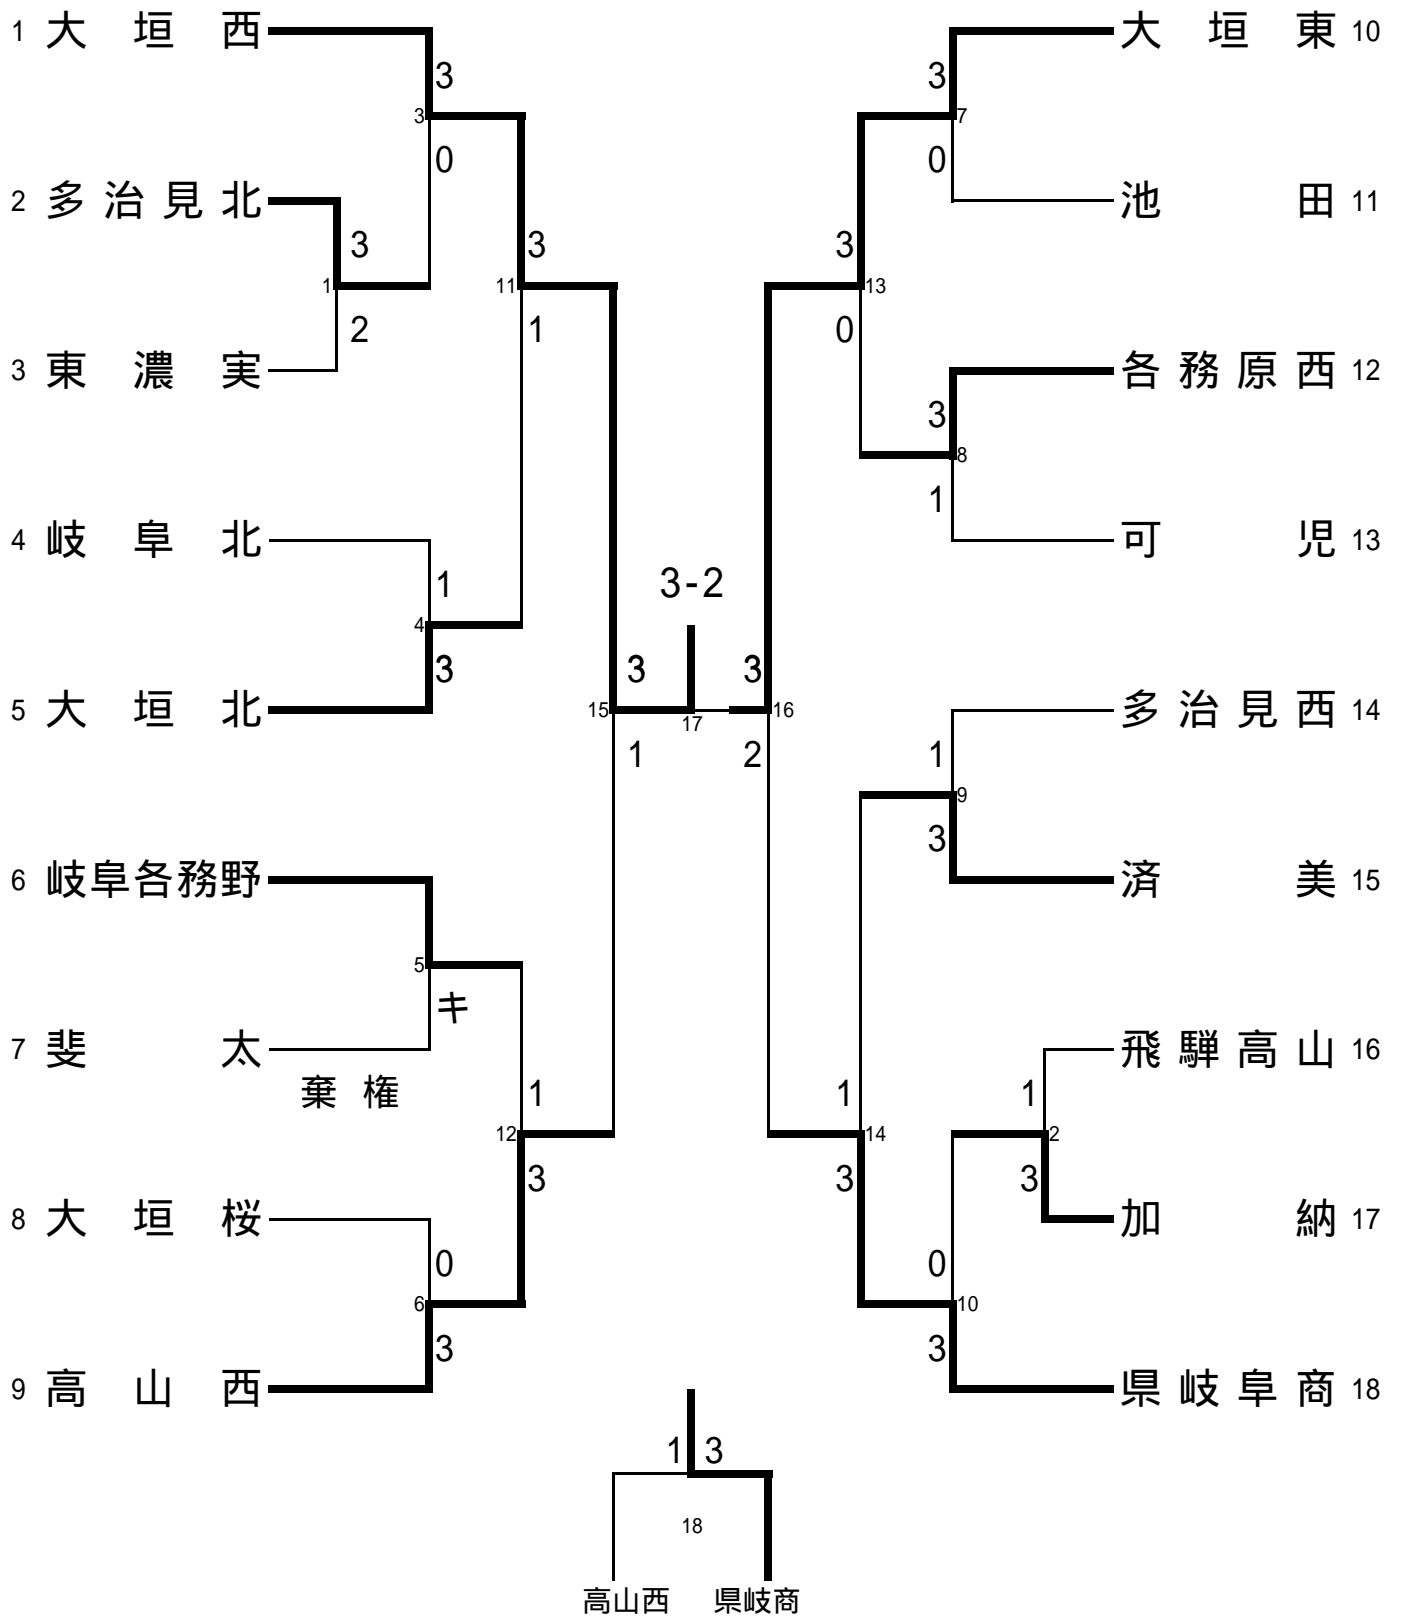 1 大垣西
3
3
0
2 多治見北
3
1
2
3 東濃実
3
11
1
4 岐阜北
1
4
3
5 大垣北
6 岐阜各務野
5
キ
7 斐太
棄権
1
12
3
8 大垣桜
0
6
3
9 高山西
3-2
3
15
1
17
3
16
2
大垣東 10
3
7
0
池田 11
3
13
0
各務原西 12
3
8
1
可児 13
多治見西 14
1
9
3
済美 15
飛騨高山 16
1
2
3
加納 17
1
14
3
0
10
3
県岐阜商 18
1 3
18
高山西 県岐商